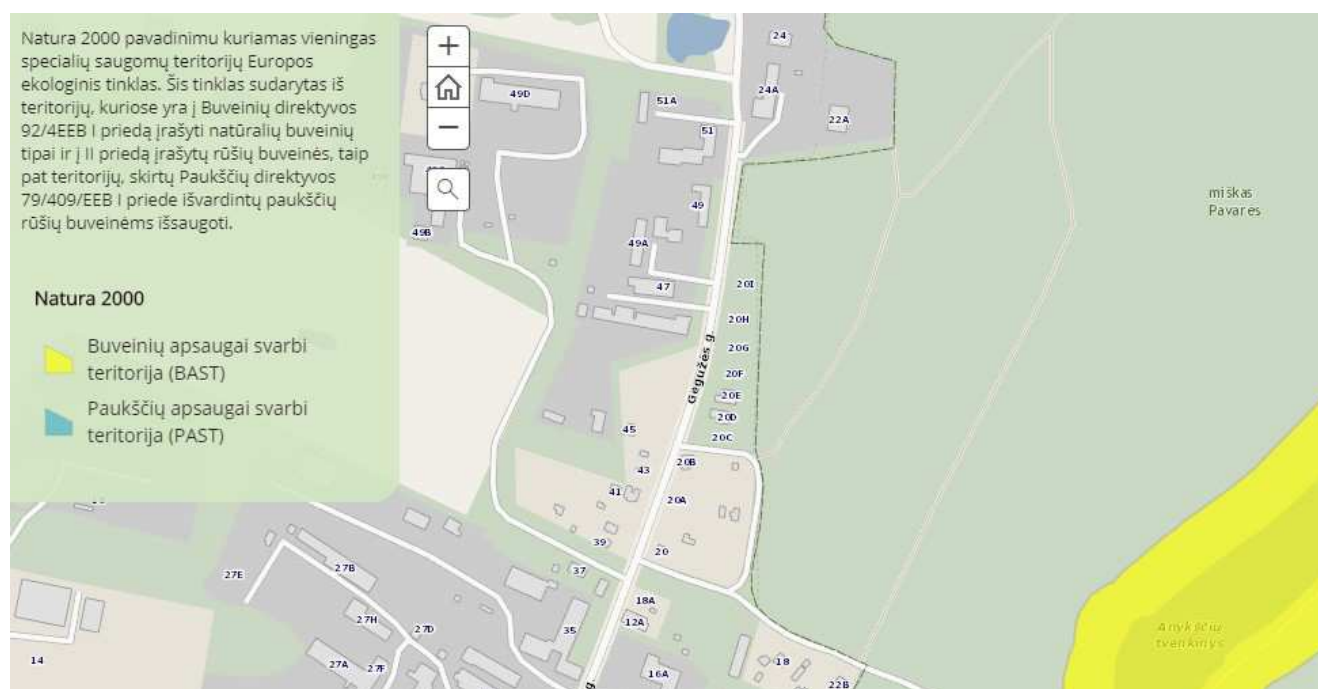 Natura 2000 pavadinimu kuriamas vieningas
specialių saugomų teritorijų Europos
ekologinis tinklas. Šis tinklas sudarytas iš
teritorijų, kuriose yra į Buveinių direktyvos
92/4EEB I priedą įrašyti natūralių buveinių
tipai ir į II priedą įrašytų rūšių buveinės, taip
pat teritorijų, skirtų Paukščių direktyvos
79/409/EEB I priede išvardintų paukščių
rūšių buveinėms išsaugoti.
Natura 2000
Buveinių apsaugai svarbi
teritorija (BAST)
Paukščių apsaugai svarbi
teritorija (PAST)
24
49D
24A
51A
22A
51
miškas
Pavarės
49
49B
49A
20I
47
20H
20G
Gegužės g.
20F
20E
20D
45
20C
20B
43
41
20A
39
20
37
27B
27E
18A
12A
27H
27D
35
Anykščių
tvenkinys
14
27A
27F
18
16A
22B
g.